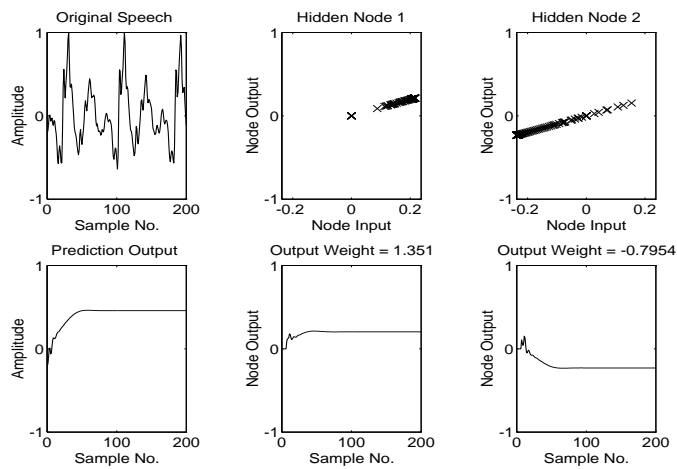 Original Speech
Hidden Node 1
Hidden Node 2
1
0
-1
Amplitude
0
100
200
Sample No.
1
0
-1
Node Output
-0.2
0
0.2
Node Input
1
0
-1
Node Output
-0.2
0
0.2
Node Input
Prediction Output
Output Weight = 1.351
Output Weight = -0.7954
1
0
-1
Amplitude
0
100
200
Sample No.
1
0
-1
Node Output
0
100
200
Sample No.
1
0
-1
Node Output
0
100
200
Sample No.